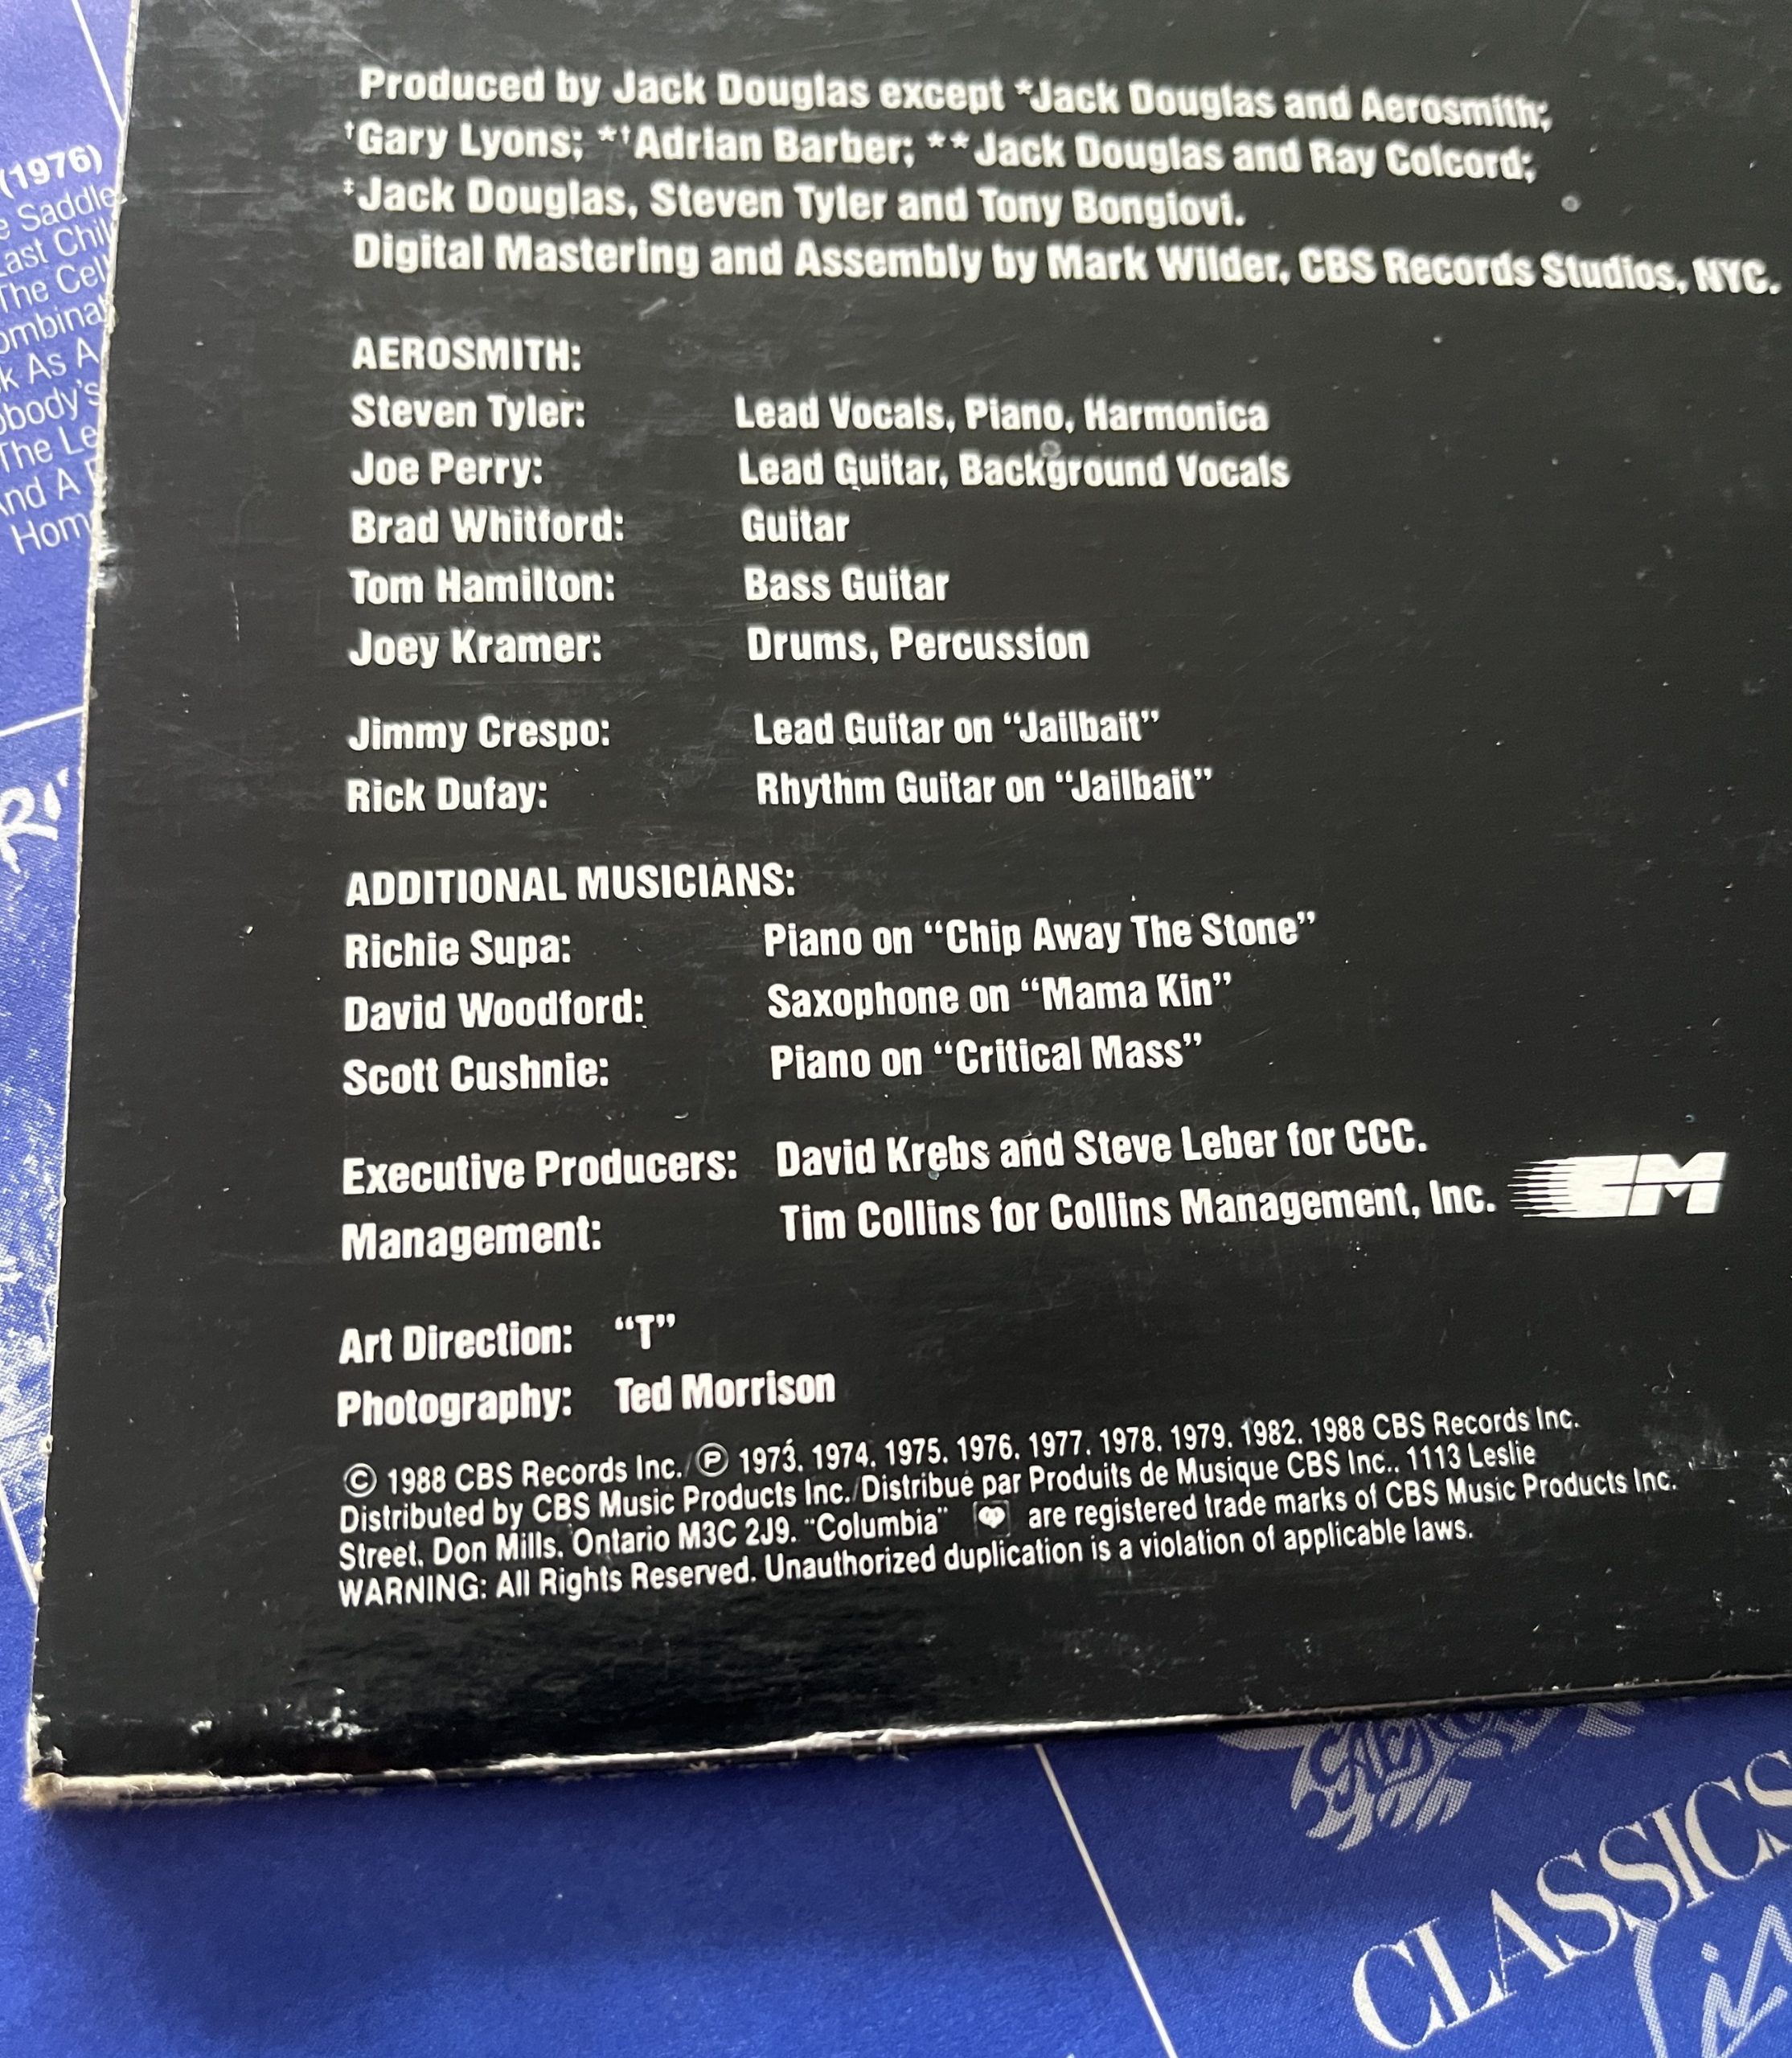 Produced by Jack Douglas except *Jack Douglas and Aerosmith;
†Gary Lyons; *†Adrian Barber; **Jack Douglas and Ray Colcord;
‡Jack Douglas, Steven Tyler and Tony Bongiovi.
Digital Mastering and Assembly by Mark Wilder, CBS Records Studios, NYC.
AEROSMITH:
Steven Tyler: Lead Vocals, Piano, Harmonica
Joe Perry: Lead Guitar, Background Vocals
Brad Whitford: Guitar
Tom Hamilton: Bass Guitar
Joey Kramer: Drums, Percussion
Jimmy Crespo: Lead Guitar on “Jailbait”
Rick Dufay: Rhythm Guitar on “Jailbait”
ADDITIONAL MUSICIANS:
Richie Supa: Piano on “Chip Away The Stone”
David Woodford: Saxophone on “Mama Kin”
Scott Cushnie: Piano on “Critical Mass”
Executive Producers: David Krebs and Steve Leber for CCC.
Management: Tim Collins for Collins Management, Inc. CM
Art Direction: “T”
Photography: Ted Morrison
© 1988 CBS Records Inc./℗ 1973, 1974, 1975, 1976, 1977, 1978, 1979, 1982, 1988 CBS Records Inc.
Distributed by CBS Music Products Inc./Distribué par Produits de Musique CBS Inc., 1113 Leslie
Street, Don Mills, Ontario M3C 2J9. “Columbia” are registered trade marks of CBS Music Products Inc.
WARNING: All Rights Reserved. Unauthorized duplication is a violation of applicable laws.
(1976)
Saddle
The
As A
The
A
CLASSICS